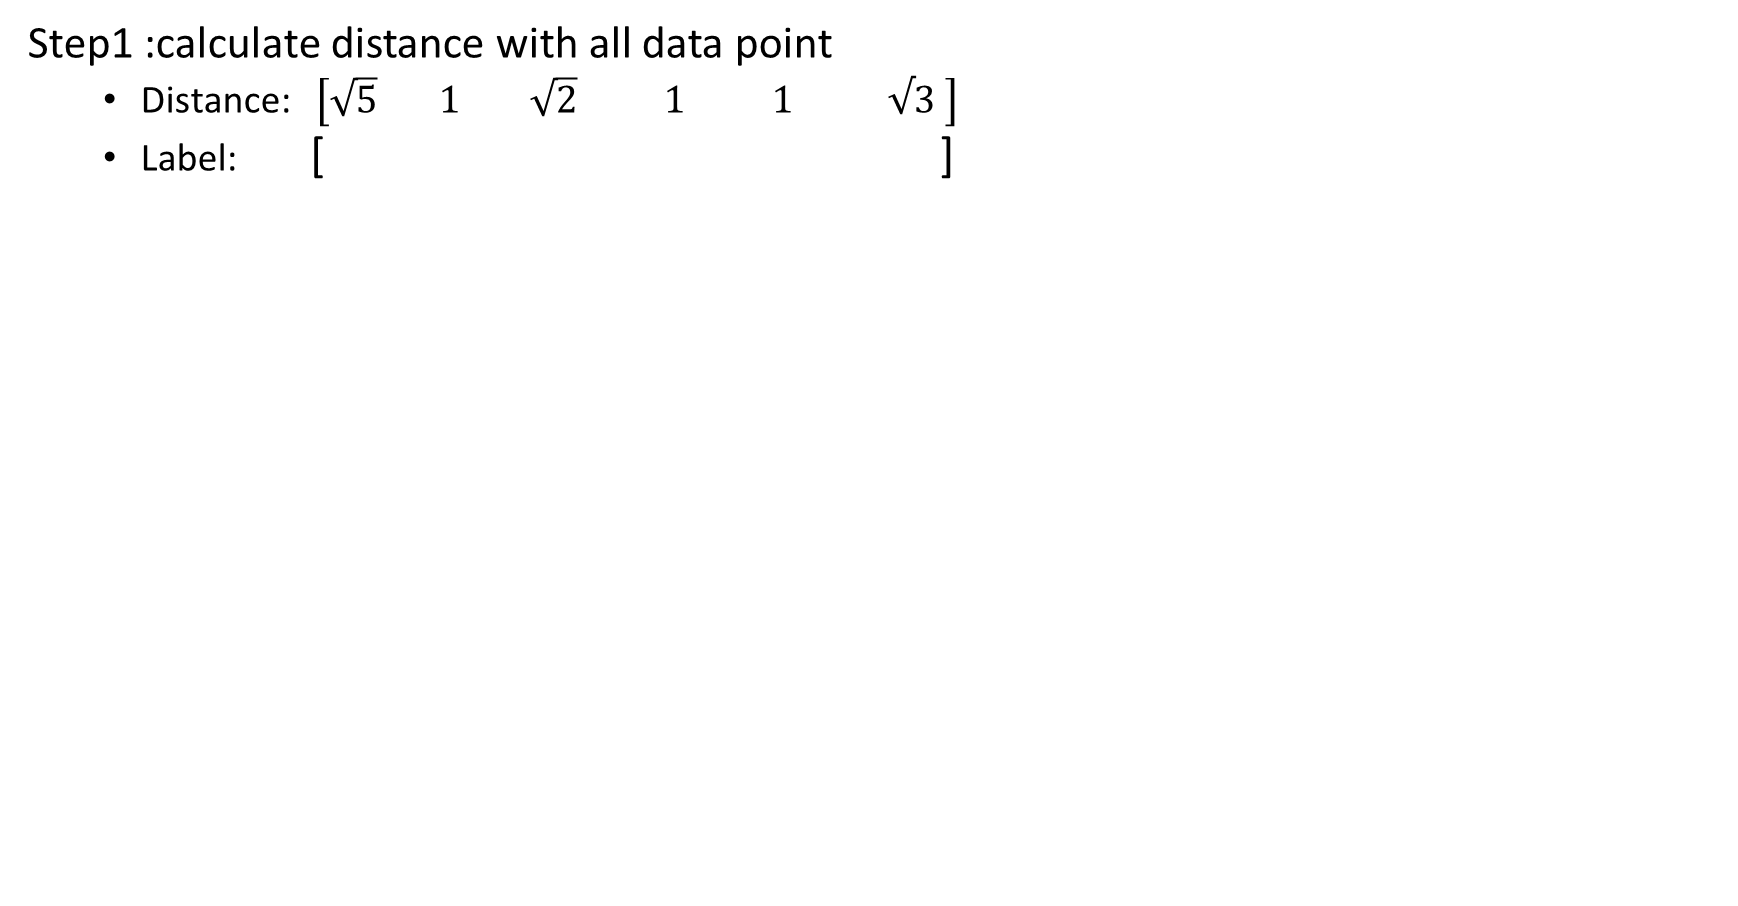 Step1 :calculate distance with all data point
• Distance: [√5 1 √2 1 1 √3 ]
• Label: [ ]